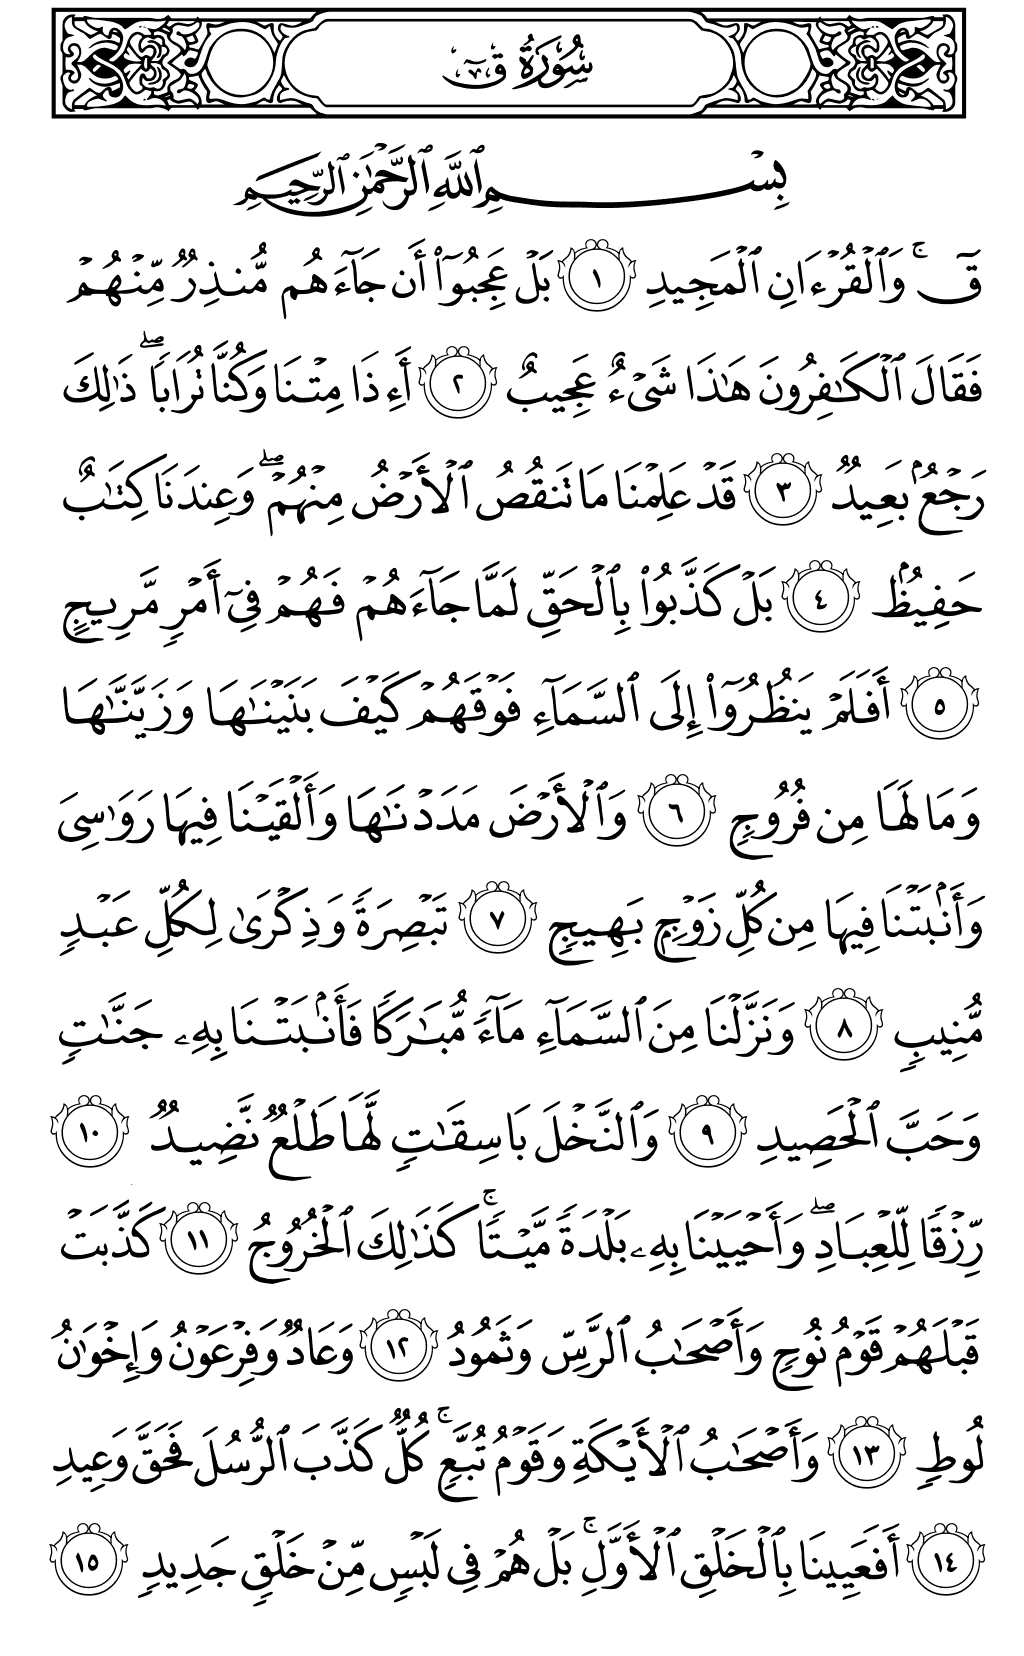 سُورَةُ قٓ
بِسْمِ ٱللَّهِ ٱلرَّحْمَٰنِ ٱلرَّحِيمِ
قٓ ۚ وَٱلْقُرْءَانِ ٱلْمَجِيدِ ١ بَلْ عَجِبُوٓا۟ أَن جَآءَهُم مُّنذِرٌ مِّنْهُمْ
فَقَالَ ٱلْكَٰفِرُونَ هَٰذَا شَىْءٌ عَجِيبٌ ٢ أَءِذَا مِتْنَا وَكُنَّا تُرَابًا ۖ ذَٰلِكَ
رَجْعٌۢ بَعِيدٌ ٣ قَدْ عَلِمْنَا مَا تَنقُصُ ٱلْأَرْضُ مِنْهُمْ ۖ وَعِندَنَا كِتَٰبٌ
حَفِيظٌۢ ٤ بَلْ كَذَّبُوا۟ بِٱلْحَقِّ لَمَّا جَآءَهُمْ فَهُمْ فِىٓ أَمْرٍ مَّرِيجٍ
٥ أَفَلَمْ يَنظُرُوٓا۟ إِلَى ٱلسَّمَآءِ فَوْقَهُمْ كَيْفَ بَنَيْنَٰهَا وَزَيَّنَّٰهَا
وَمَا لَهَا مِن فُرُوجٍ ٦ وَٱلْأَرْضَ مَدَدْنَٰهَا وَأَلْقَيْنَا فِيهَا رَوَٰسِىَ
وَأَنۢبَتْنَا فِيهَا مِن كُلِّ زَوْجٍۭ بَهِيجٍ ٧ تَبْصِرَةً وَذِكْرَىٰ لِكُلِّ عَبْدٍ
مُّنِيبٍ ٨ وَنَزَّلْنَا مِنَ ٱلسَّمَآءِ مَآءً مُّبَٰرَكًا فَأَنۢبَتْنَا بِهِۦ جَنَّٰتٍ
وَحَبَّ ٱلْحَصِيدِ ٩ وَٱلنَّخْلَ بَاسِقَٰتٍ لَّهَا طَلْعٌ نَّضِيدٌ ١٠
رِّزْقًا لِّلْعِبَادِ ۖ وَأَحْيَيْنَا بِهِۦ بَلْدَةً مَّيْتًا ۚ كَذَٰلِكَ ٱلْخُرُوجُ ١١ كَذَّبَتْ
قَبْلَهُمْ قَوْمُ نُوحٍ وَأَصْحَٰبُ ٱلرَّسِّ وَثَمُودُ ١٢ وَعَادٌ وَفِرْعَوْنُ وَإِخْوَٰنُ
لُوطٍ ١٣ وَأَصْحَٰبُ ٱلْأَيْكَةِ وَقَوْمُ تُبَّعٍ ۚ كُلٌّ كَذَّبَ ٱلرُّسُلَ فَحَقَّ وَعِيدِ
١٤ أَفَعَيِينَا بِٱلْخَلْقِ ٱلْأَوَّلِ ۚ بَلْ هُمْ فِى لَبْسٍ مِّنْ خَلْقٍ جَدِيدٍ ١٥